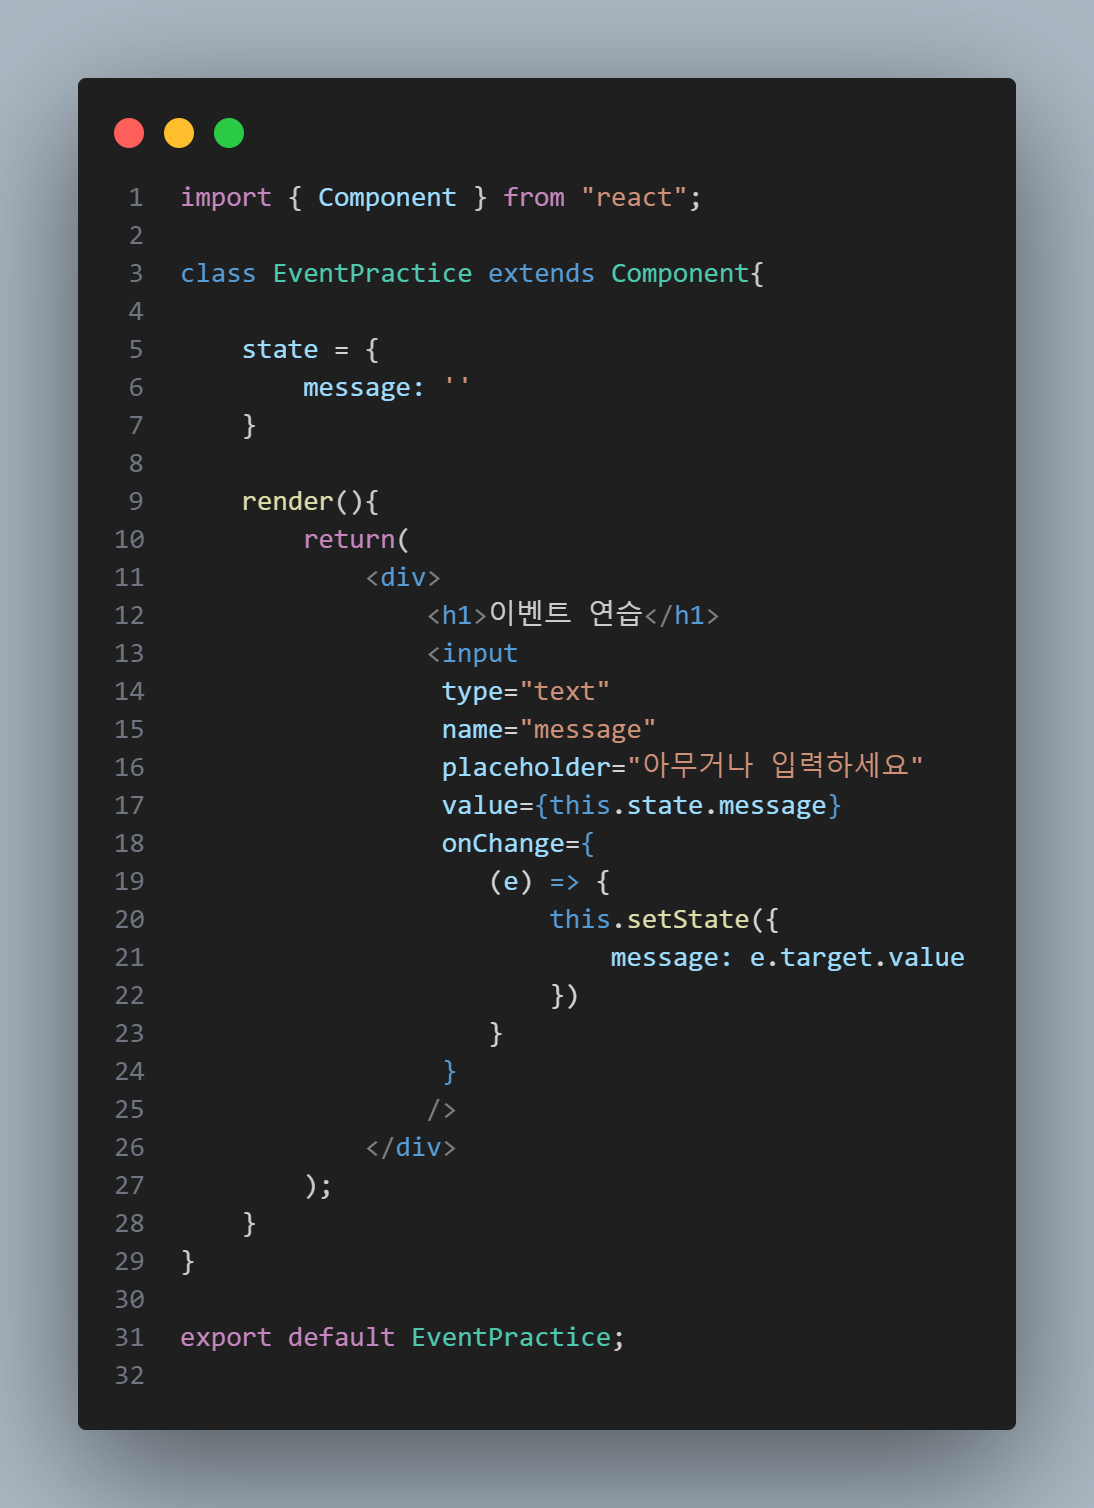 1 import { Component } from "react";
2
3 class EventPractice extends Component{
4
5     state = {
6         message: ''
7     }
8
9     render(){
10         return(
11             <div>
12                 <h1>이벤트 연습</h1>
13                 <input
14                  type="text"
15                  name="message"
16                  placeholder="아무거나 입력하세요"
17                  value={this.state.message}
18                  onChange={
19                     (e) => {
20                         this.setState({
21                             message: e.target.value
22                         })
23                     }
24                  }
25                 />
26             </div>
27         );
28     }
29 }
30
31 export default EventPractice;
32